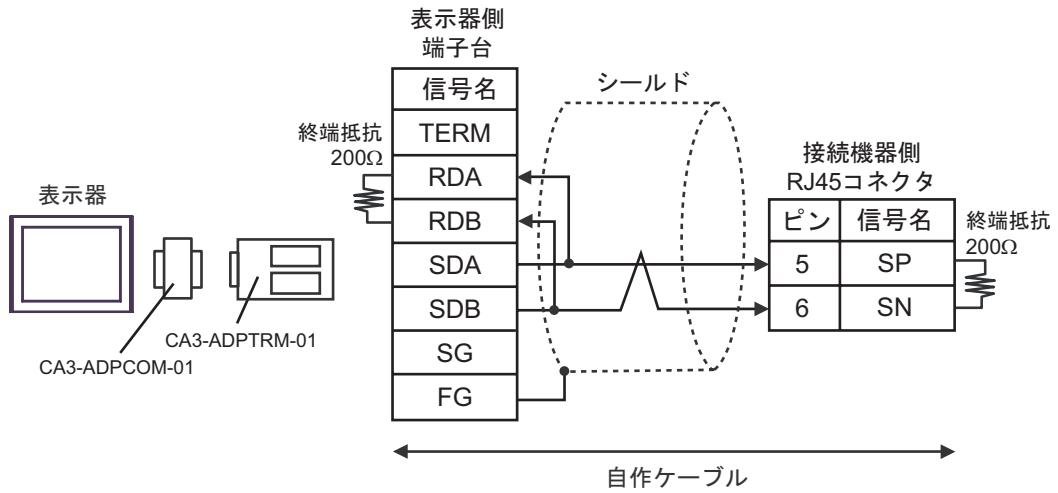 表示器側
端子台
信号名
TERM
RDA
RDB
SDA
SDB
SG
FG
終端抵抗
200Ω
シールド
接続機器側
RJ45コネクタ
ピン 信号名
5 SP
6 SN
終端抵抗
200Ω
表示器
CA3-ADPTRM-01
CA3-ADPCOM-01
自作ケーブル